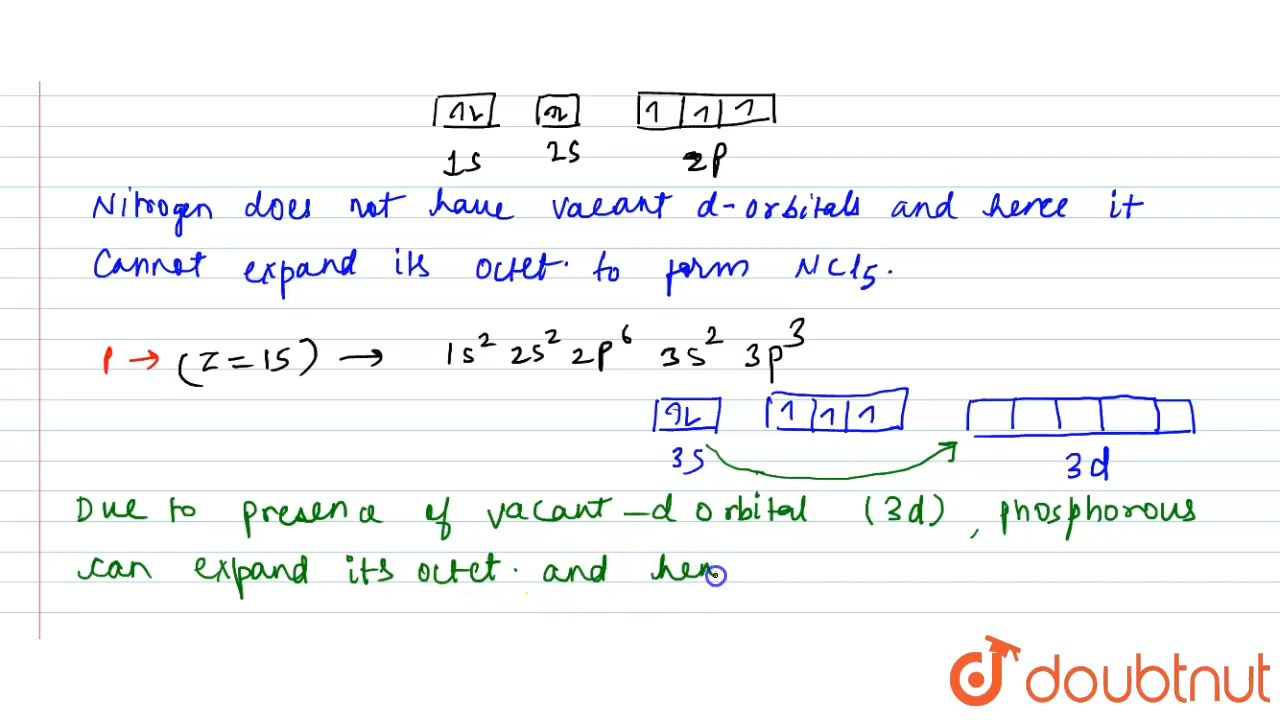 1s 2s 2p
Nitrogen does not have vacant d-orbitals and hence it
cannot expand its octet. to form NCl5.
P → (Z=15) → 1s² 2s² 2p⁶ 3s² 3p³
3s 3d
Due to presence of vacant -d orbital (3d), phosphorous
can expand its octet. and hen
doubtnut